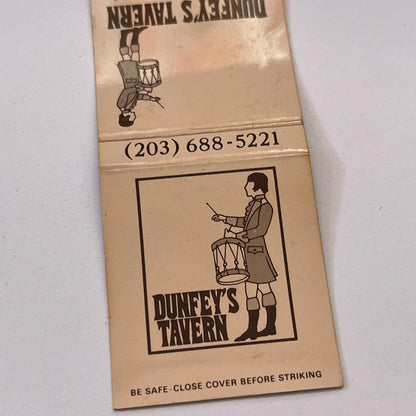 DUNFEY'S TAVERN
(203) 688-5221
DUNFEY'S
TAVERN
BE SAFE-CLOSE COVER BEFORE STRIKING